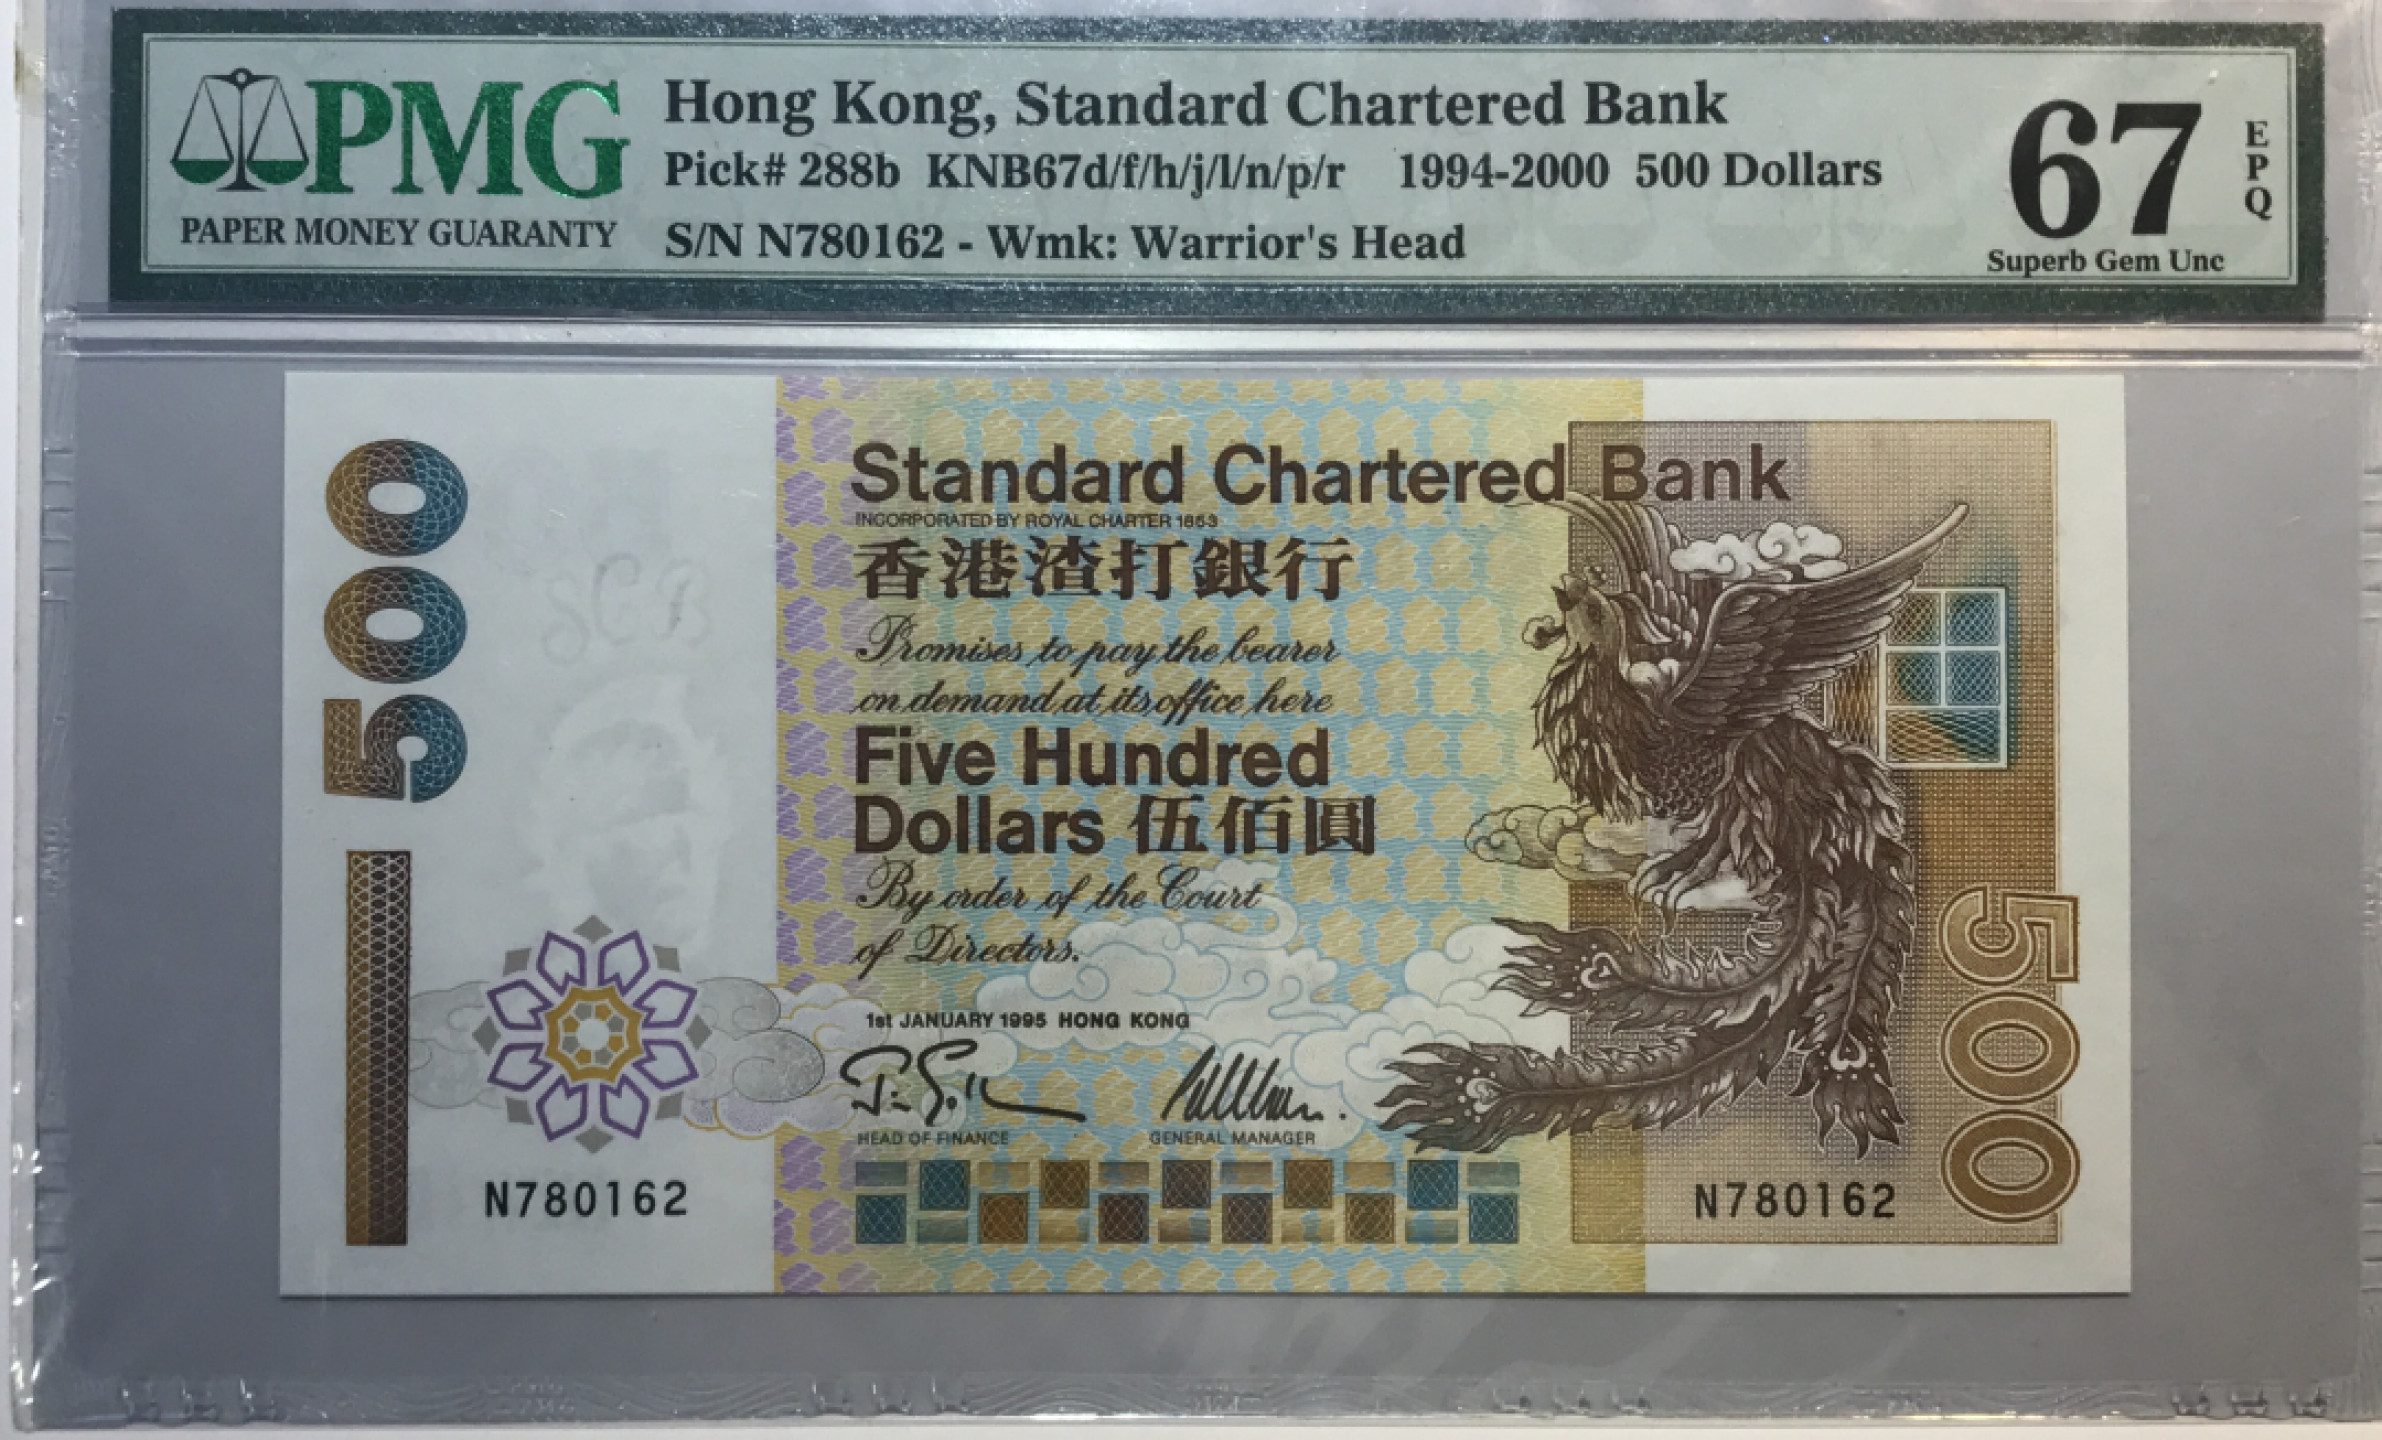 PMG
PAPER MONEY GUARANTY
Hong Kong, Standard Chartered Bank
Pick# 288b KNB67d/f/h/j/l/n/p/r 1994-2000 500 Dollars
S/N N780162 - Wmk: Warrior's Head
67
EPQ
Superb Gem Unc
500
SCB
Standard Chartered Bank
INCORPORATED BY ROYAL CHARTER 1853
香港渣打銀行
Promises to pay the bearer
on demand at its office here
Five Hundred
Dollars 伍佰圓
By order of the Court
of Directors.
1st JANUARY 1995 HONG KONG
HEAD OF FINANCE
GENERAL MANAGER
N780162
N780162
500